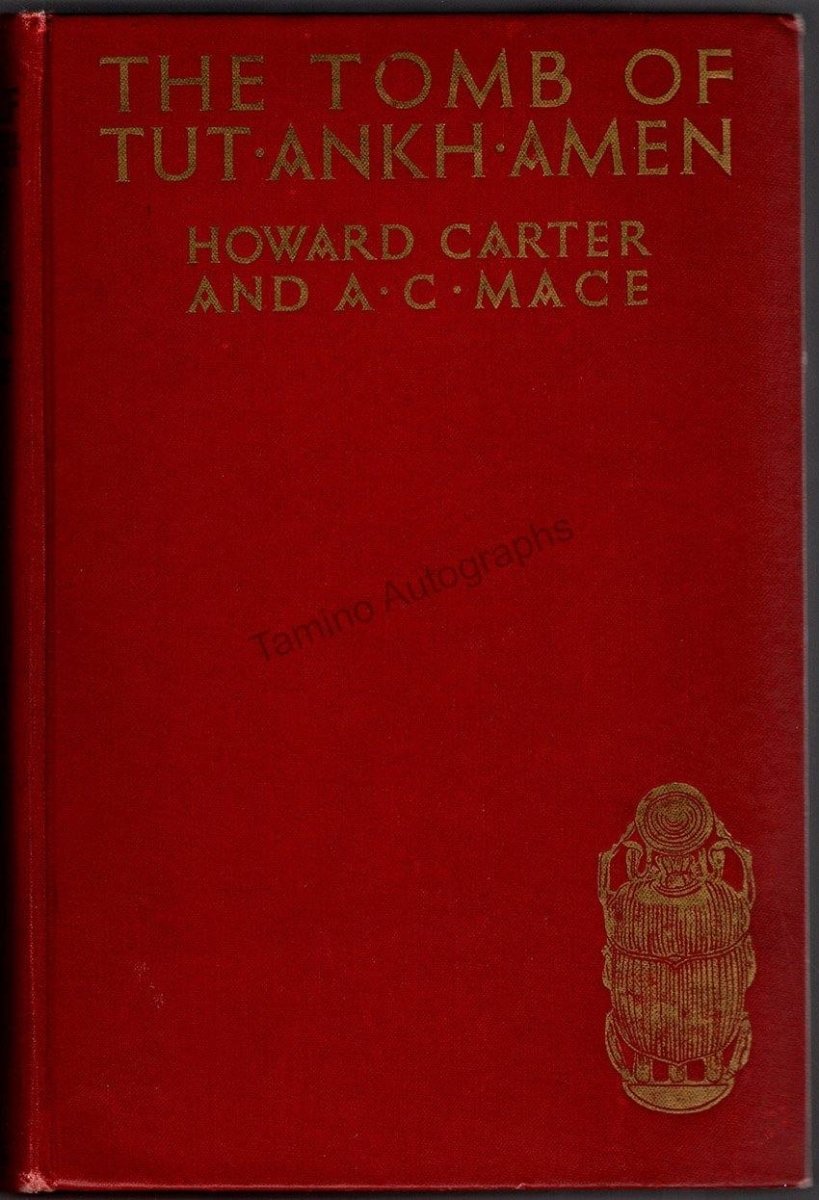 THE TOMB OF
TUT·ANKH·AMEN
HOWARD CARTER
AND A·C·MACE
Tamino Autographs